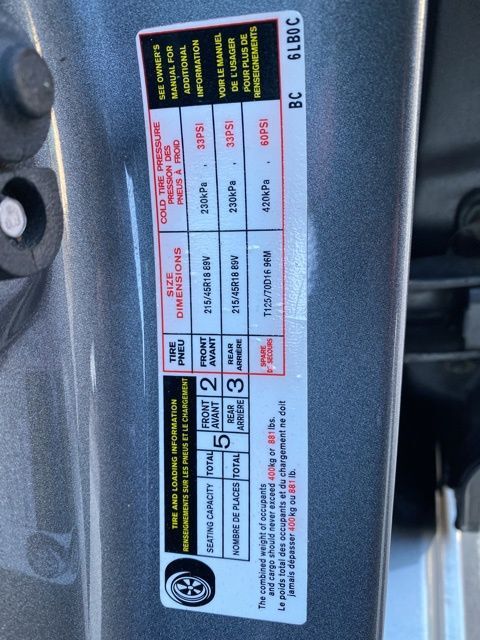 TIRE AND LOADING INFORMATION
RENSEIGNEMENTS SUR LES PNEUS ET LE CHARGEMENT
SEATING CAPACITY TOTAL 5 FRONT AVANT 2 REAR ARRIÈRE 3
NOMBRE DE PLACES TOTAL
The combined weight of occupants
and cargo should never exceed 400kg or 881 lbs.
Le poids total des occupants et du chargement ne doit
jamais dépasser 400kg ou 881 lb.
TIRE PNEU
SIZE DIMENSIONS
COLD TIRE PRESSURE
PRESSION DES
PNEUS À FROID
FRONT AVANT 215/45R18 89V 230kPa , 33PSI
REAR ARRIÈRE 215/45R18 89V 230kPa , 33PSI
SPARE DE SECOURS T125/70D16 96M 420kPa , 60PSI
SEE OWNER'S
MANUAL FOR
ADDITIONAL
INFORMATION
VOIR LE MANUEL
DE L'USAGER
POUR PLUS DE
RENSEIGNEMENTS
BC 6LB0C